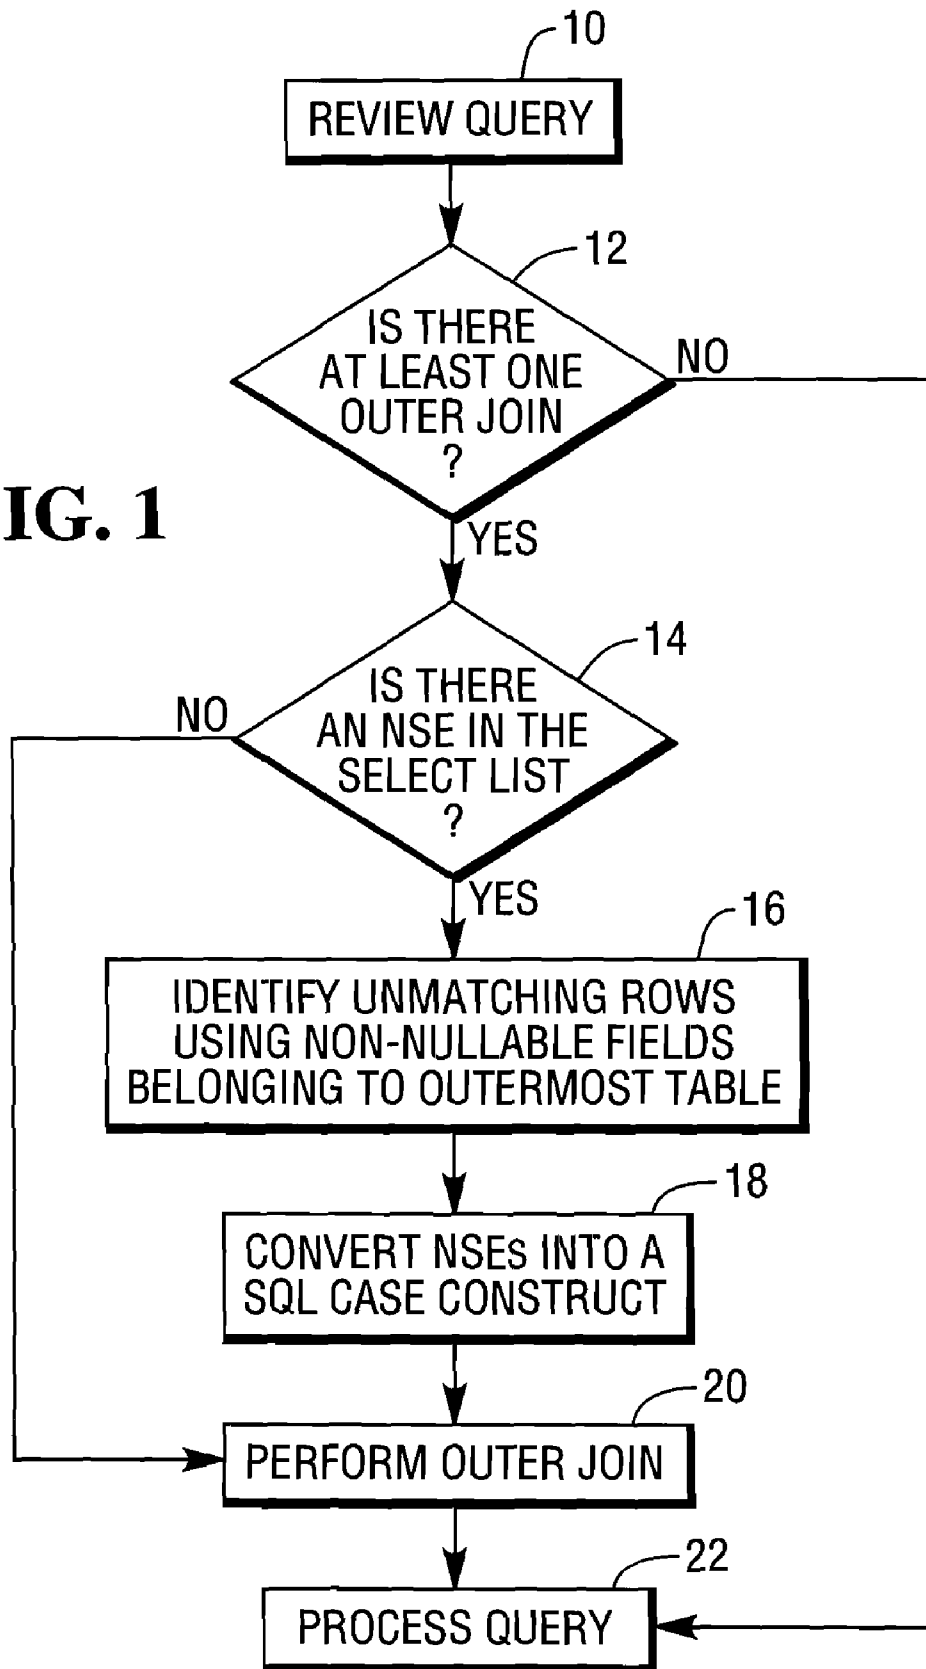 10
REVIEW QUERY
12
IS THERE
AT LEAST ONE
OUTER JOIN
?
NO
IG. 1
YES
14
IS THERE
AN NSE IN THE
SELECT LIST
?
NO
YES
16
IDENTIFY UNMATCHING ROWS
USING NON-NULLABLE FIELDS
BELONGING TO OUTERMOST TABLE
18
CONVERT NSEs INTO A
SQL CASE CONSTRUCT
20
PERFORM OUTER JOIN
22
PROCESS QUERY